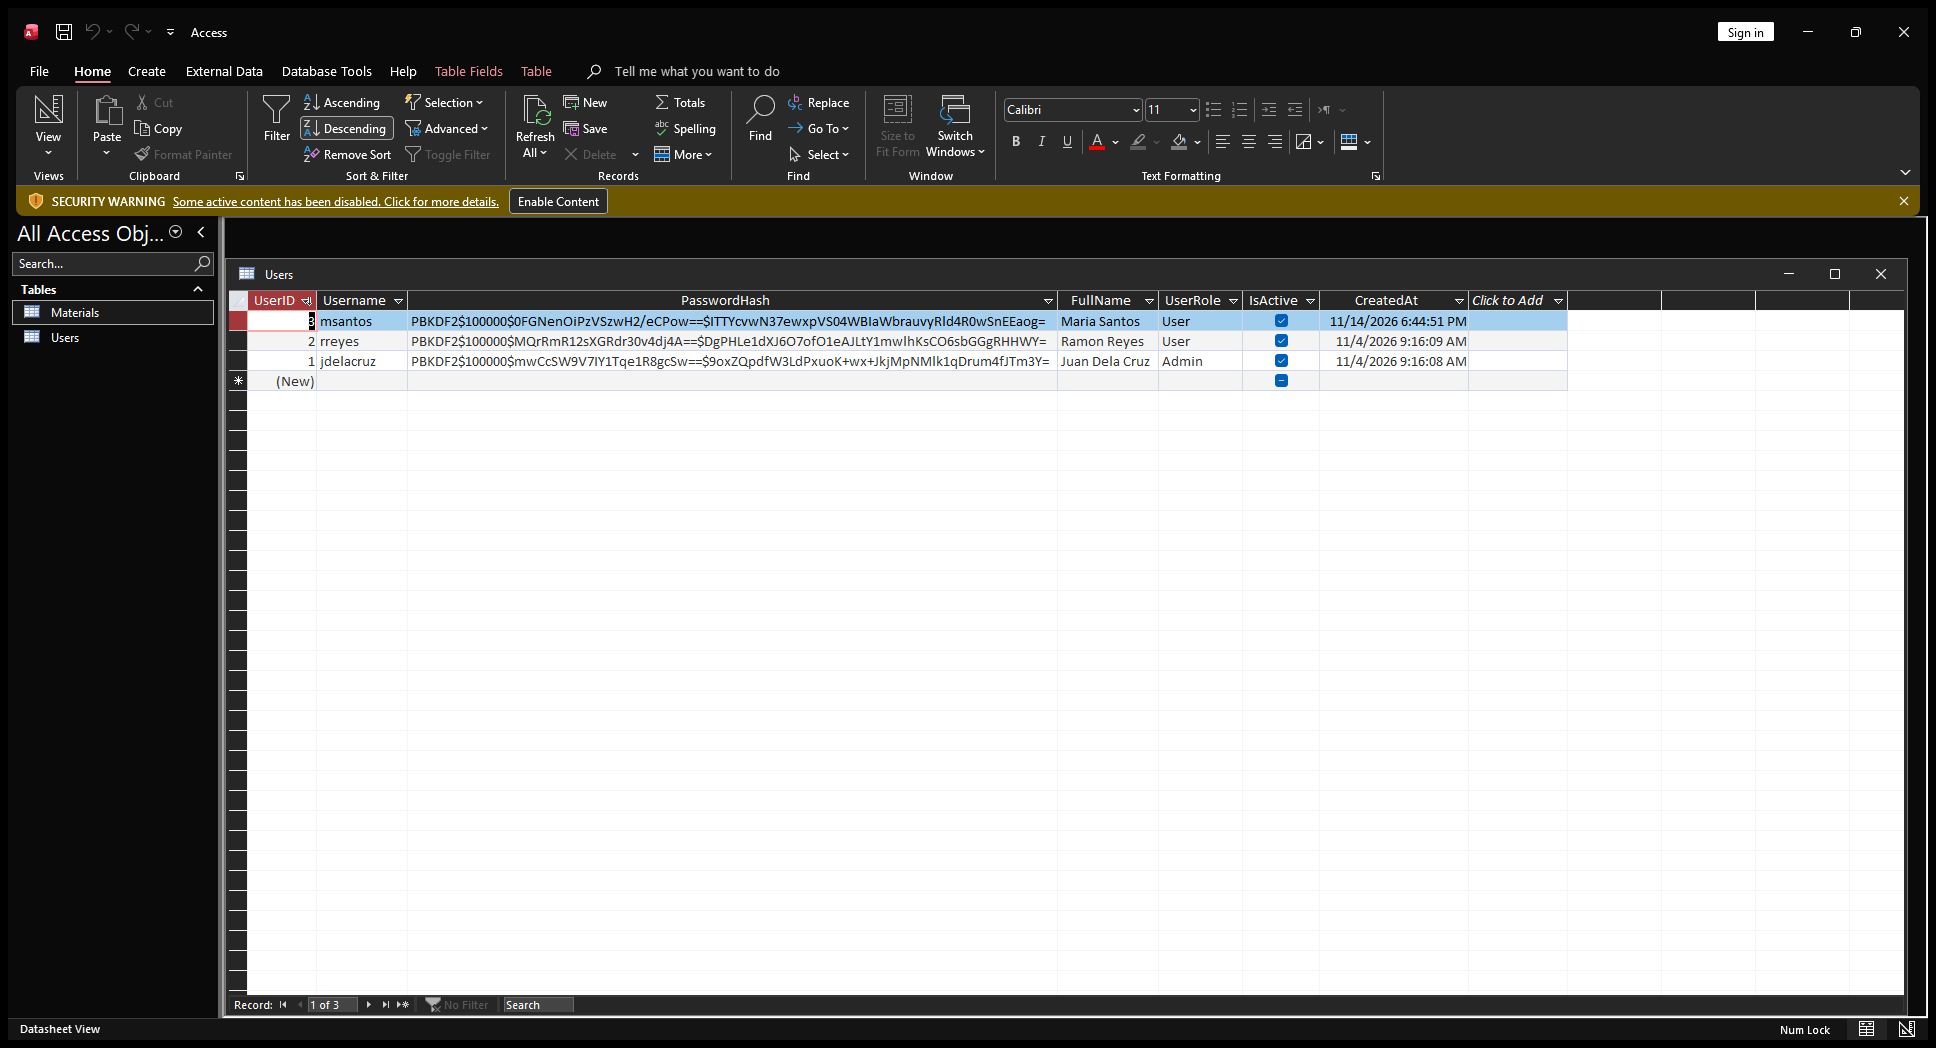 Access
Sign in
File Home Create External Data Database Tools Help Table Fields Table Tell me what you want to do
View
Views
Paste
Cut
Copy
Format Painter
Clipboard
Filter
Ascending
Descending
Remove Sort
Selection
Advanced
Toggle Filter
Sort & Filter
Refresh
All
New
Save
Delete
Totals
Spelling
More
Records
Find
Replace
Go To
Select
Find
Size to
Fit Form
Switch
Windows
Window
Calibri
11
B I U
Text Formatting
SECURITY WARNING Some active content has been disabled. Click for more details. Enable Content
All Access Obj...
Search...
Tables
Materials
Users
Users
UserID Username PasswordHash FullName UserRole IsActive CreatedAt Click to Add
3 msantos PBKDF2$100000$0FGNenOiPzVSzwH2/eCPow==$ITTYcvwN37ewxpVS04WBIaWbrauvyRld4R0wSnEEaog= Maria Santos User 11/14/2026 6:44:51 PM
2 rreyes PBKDF2$100000$MQrRmR12sXGRdr30v4dj4A==$DgPHLe1dXJ6O7ofO1eAJLtY1mwlhKsCO6sbGGgRHHWY= Ramon Reyes User 11/4/2026 9:16:09 AM
1 jdelacruz PBKDF2$100000$mwCcSW9V7IY1Tqe1R8gcSw==$9oxZQpdfW3LdPxuoK+wx+JkjMpNMlk1qDrum4fJTm3Y= Juan Dela Cruz Admin 11/4/2026 9:16:08 AM
(New)
Record: 1 of 3 No Filter Search
Datasheet View
Num Lock